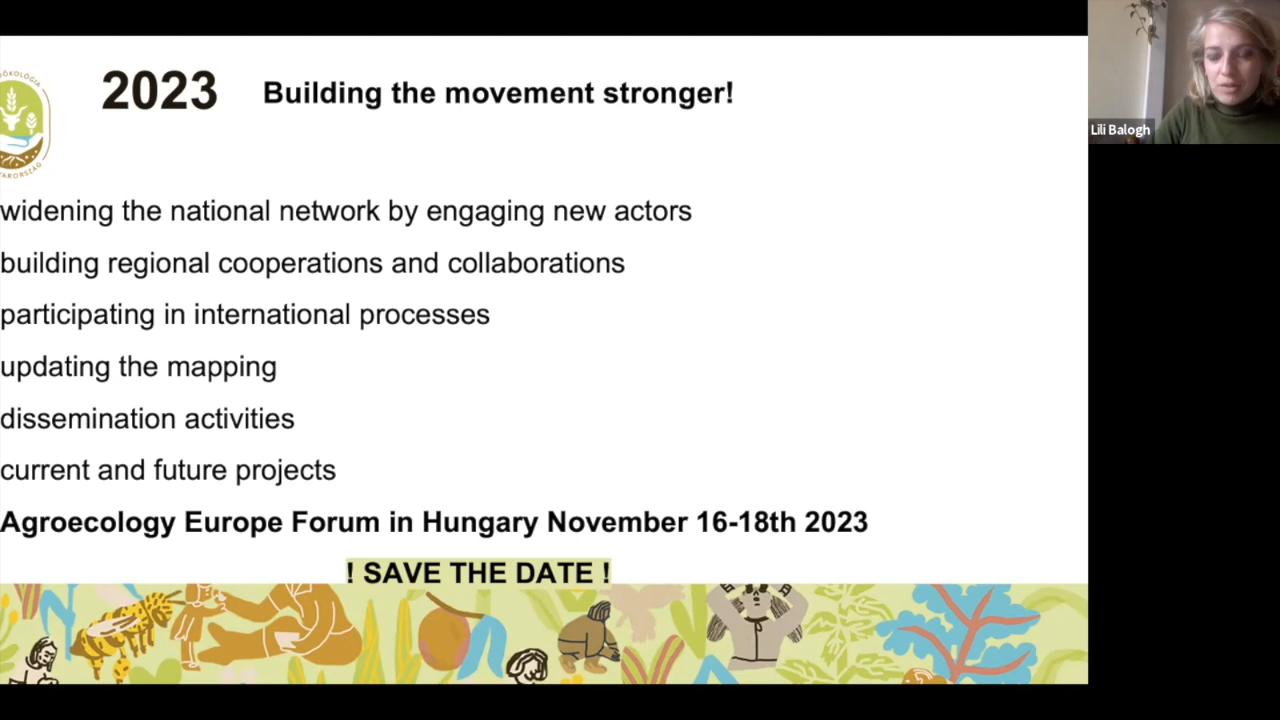 2023 Building the movement stronger!
Lili Balogh
widening the national network by engaging new actors
building regional cooperations and collaborations
participating in international processes
updating the mapping
dissemination activities
current and future projects
Agroecology Europe Forum in Hungary November 16-18th 2023
! SAVE THE DATE !